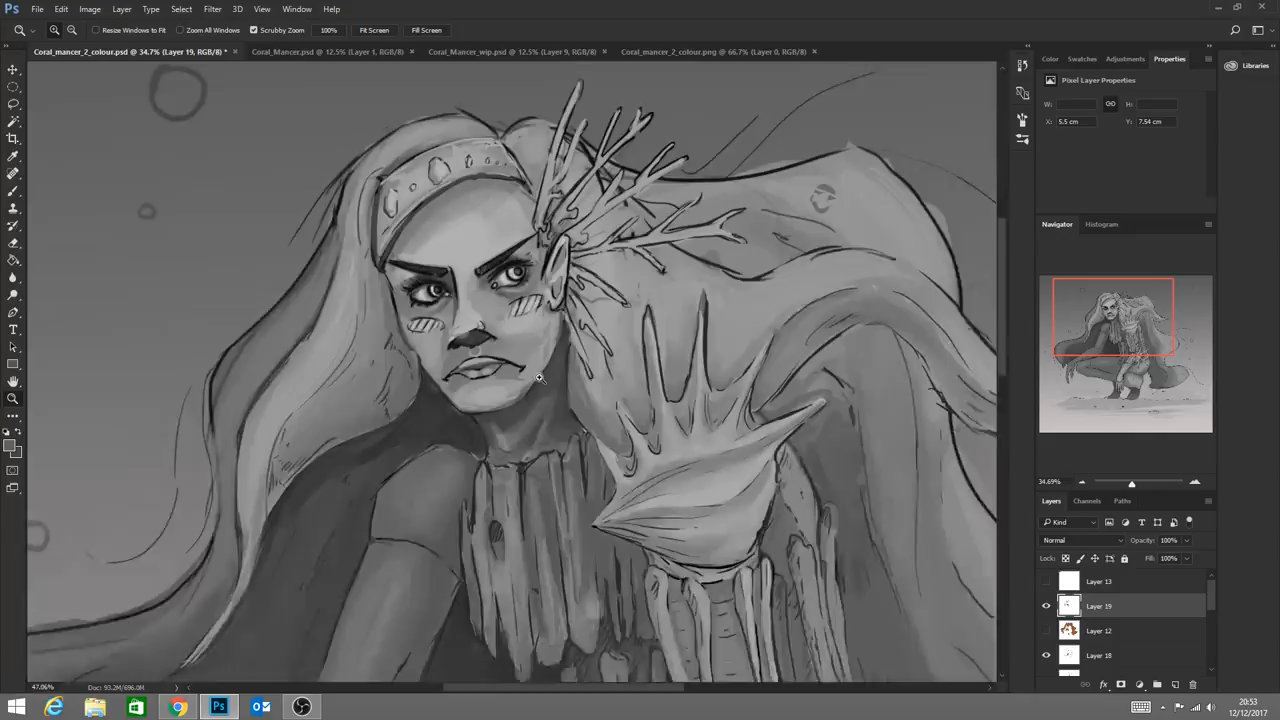 Ps File Edit Image Layer Type Select Filter 3D View Window Help
Resize Windows to Fit Zoom All Windows Scrubby Zoom 100% Fit Screen Fill Screen
Coral_mancer_2_colour.psd @ 34.7% (Layer 19, RGB/8) * × Coral_Mancer.psd @ 12.5% (Layer 1, RGB/8) × Coral_Mancer_wip.psd @ 12.5% (Layer 9, RGB/8) × Coral_mancer_2_colour.png @ 66.7% (Layer 0, RGB/8) ×
Color Swatches Adjustments Properties
Libraries
Pixel Layer Properties
W: H:
X: 5.5 cm Y: 7.54 cm
Navigator Histogram
34.69%
Layers Channels Paths
Kind
Normal Opacity: 100%
Lock: Fill: 100%
Layer 13
Layer 19
Layer 12
Layer 18
47.06% Doc: 93.2M/696.0M
fx
Ps
20:53
12/12/2017